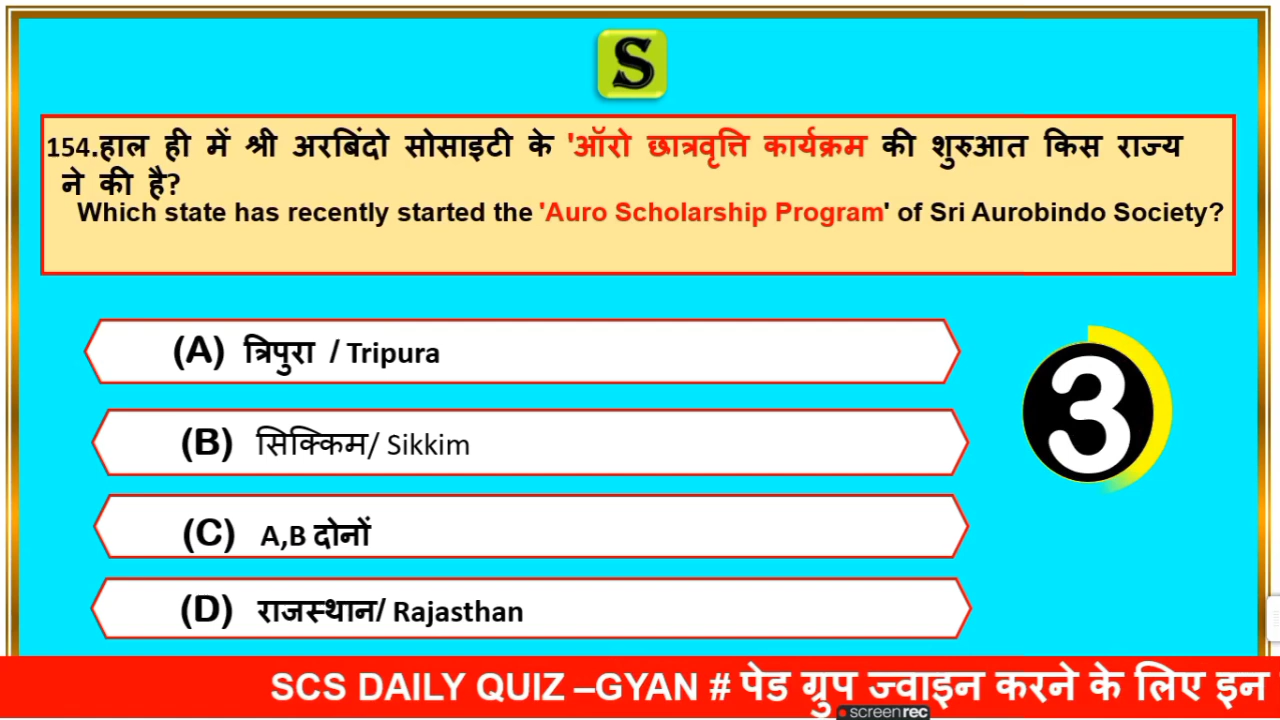 S
154.हाल ही में श्री अरबिंदो सोसाइटी के 'ऑरो छात्रवृत्ति कार्यक्रम की शुरुआत किस राज्य
ने की है?
Which state has recently started the 'Auro Scholarship Program' of Sri Aurobindo Society?
(A) त्रिपुरा / Tripura
(B) सिक्किम/ Sikkim
3
(C) A,B दोनों
(D) राजस्थान/ Rajasthan
SCS DAILY QUIZ –GYAN # पेड ग्रुप ज्वाइन करने के लिए इन
screenrec